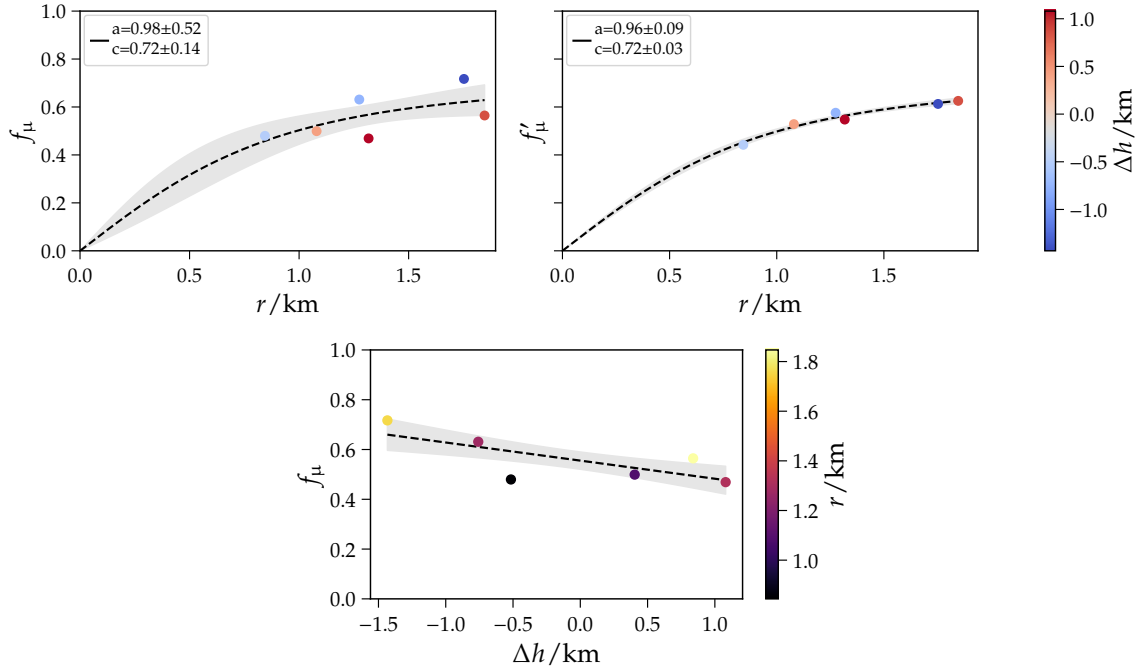 1.0
0.8
0.6
0.4
0.2
0.0
0.0 0.5 1.0 1.5
f_μ
r/km
a=0.98±0.52
c=0.72±0.14
0.0 0.5 1.0 1.5
f′_μ
r/km
a=0.96±0.09
c=0.72±0.03
1.0
0.5
0.0
−0.5
−1.0
Δh/km
1.0
0.8
0.6
0.4
0.2
0.0
−1.5 −1.0 −0.5 0.0 0.5 1.0
f_μ
Δh/km
1.8
1.6
1.4
1.2
1.0
r/km